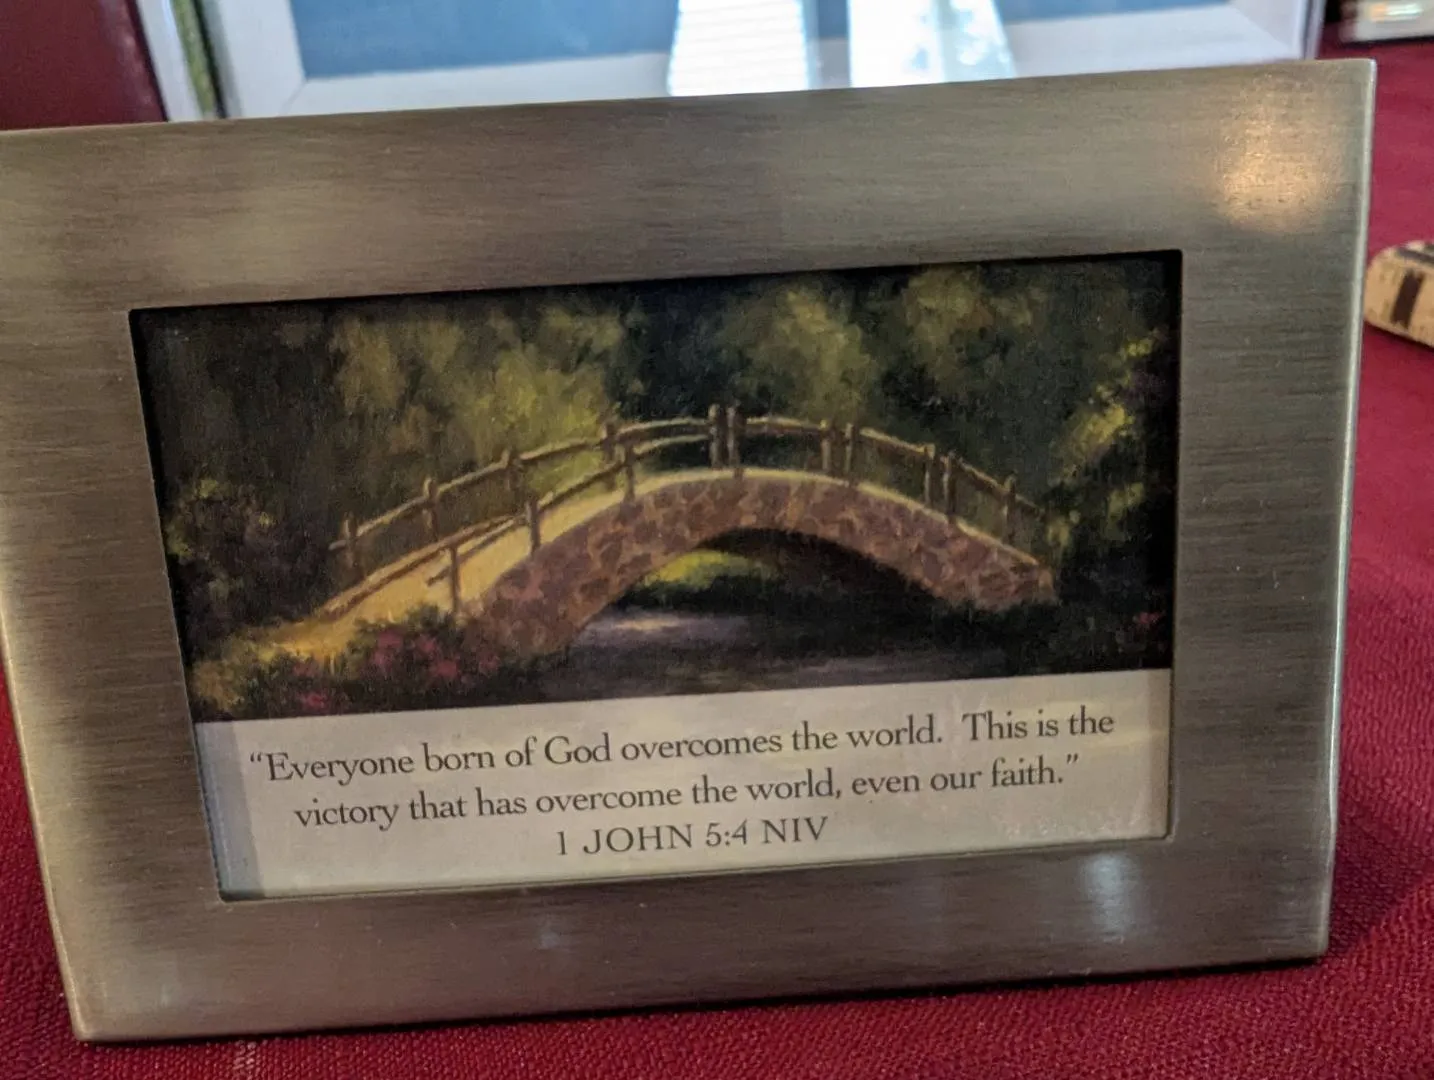 “Everyone born of God overcomes the world. This is the
victory that has overcome the world, even our faith.”
1 JOHN 5:4 NIV